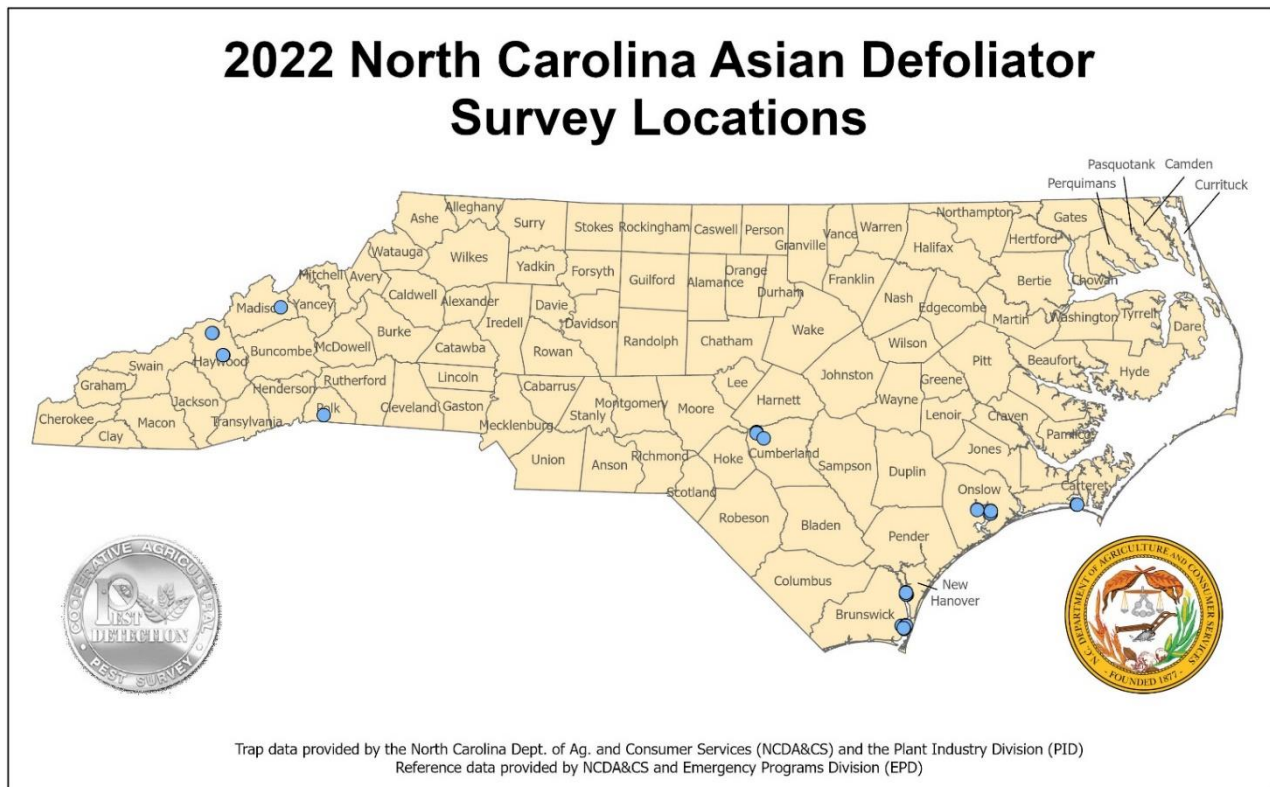 2022 North Carolina Asian Defoliator
Survey Locations
Pasquotank
Camden
Perquimans
Currituck
Alleghany
Ashe
Surry
Stokes
Rockingham
Caswell
Person
Granville
Vance
Warren
Northampton
Gates
Hertford
Halifax
Watauga
Wilkes
Yadkin
Forsyth
Guilford
Alamance
Orange
Durham
Franklin
Bertie
Chowan
Mitchell
Avery
Caldwell
Alexander
Davie
Nash
Edgecombe
Madison
Yancey
Iredell
Davidson
Wake
Martin
Washington
Tyrrell
Dare
Burke
Randolph
Chatham
Wilson
Buncombe
McDowell
Catawba
Rowan
Pitt
Beaufort
Hyde
Swain
Haywood
Lincoln
Johnston
Greene
Graham
Henderson
Rutherford
Cabarrus
Lee
Harnett
Wayne
Jackson
Polk
Cleveland
Gaston
Stanly
Montgomery
Moore
Lenoir
Craven
Cherokee
Macon
Transylvania
Mecklenburg
Clay
Pamlico
Union
Anson
Richmond
Hoke
Cumberland
Sampson
Duplin
Jones
Scotland
Onslow
Carteret
Robeson
Bladen
Pender
Columbus
New
Hanover
Brunswick
COOPERATIVE AGRICULTURAL
PEST
DETECTION
PEST SURVEY
N.C. DEPARTMENT OF AGRICULTURE AND CONSUMER SERVICES
FOUNDED 1877
Trap data provided by the North Carolina Dept. of Ag. and Consumer Services (NCDA&CS) and the Plant Industry Division (PID)
Reference data provided by NCDA&CS and Emergency Programs Division (EPD)